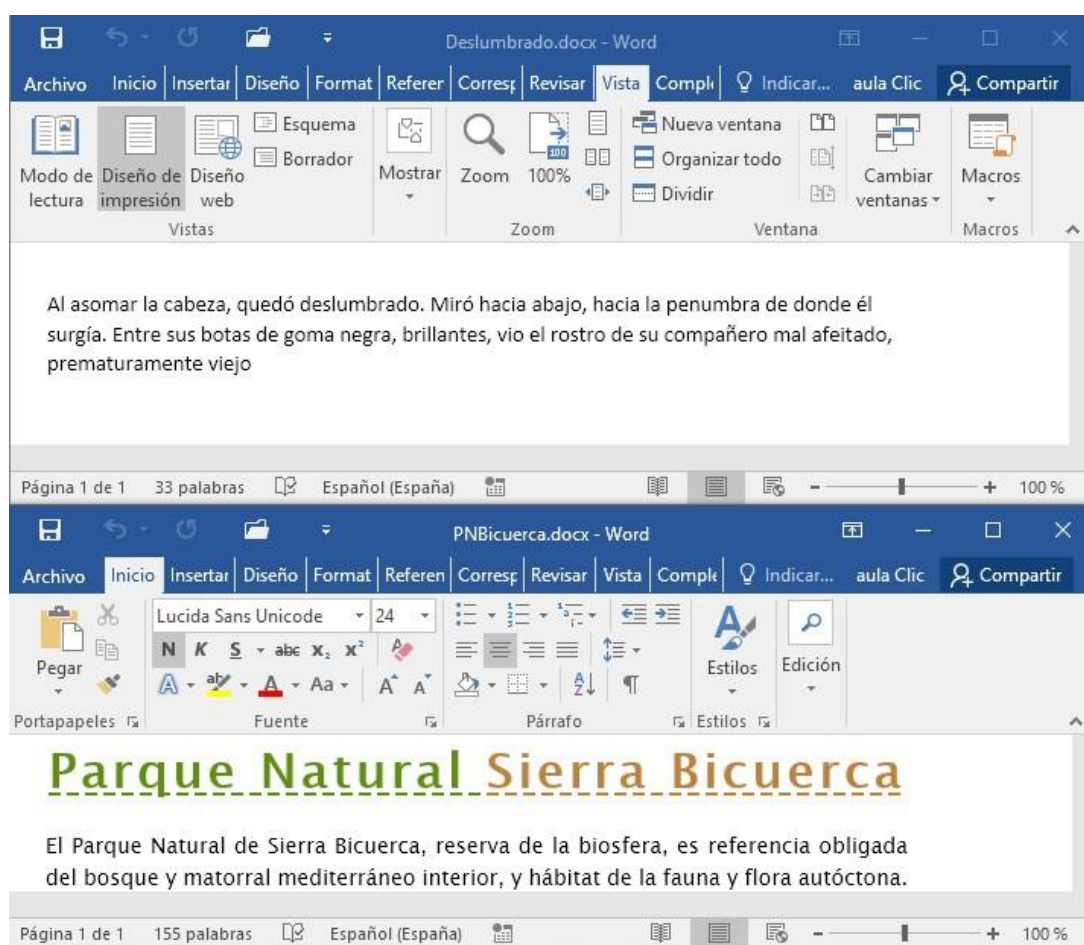 Deslumbrado.docx - Word
Archivo Inicio Insertar Diseño Format Referer Corresp Revisar Vista Comple Indicar... aula Clic Compartir
Modo de lectura
Diseño de impresión
Diseño web
Esquema
Borrador
Mostrar
Zoom
100%
Nueva ventana
Organizar todo
Dividir
Cambiar ventanas
Macros
Vistas Zoom Ventana Macros
Al asomar la cabeza, quedó deslumbrado. Miró hacia abajo, hacia la penumbra de donde él
surgía. Entre sus botas de goma negra, brillantes, vio el rostro de su compañero mal afeitado,
prematuramente viejo
Página 1 de 1 33 palabras Español (España) 100 %
PNBicuerca.docx - Word
Archivo Inicio Insertar Diseño Format Referen Corresp Revisar Vista Comple Indicar... aula Clic Compartir
Pegar
Lucida Sans Unicode 24
N K S abc x₂ x²
A aby A Aa A A
Estilos
Edición
Portapapeles Fuente Párrafo Estilos
Parque Natural Sierra Bicuerca
El Parque Natural de Sierra Bicuerca, reserva de la biosfera, es referencia obligada
del bosque y matorral mediterráneo interior, y hábitat de la fauna y flora autóctona.
Página 1 de 1 155 palabras Español (España) 100 %